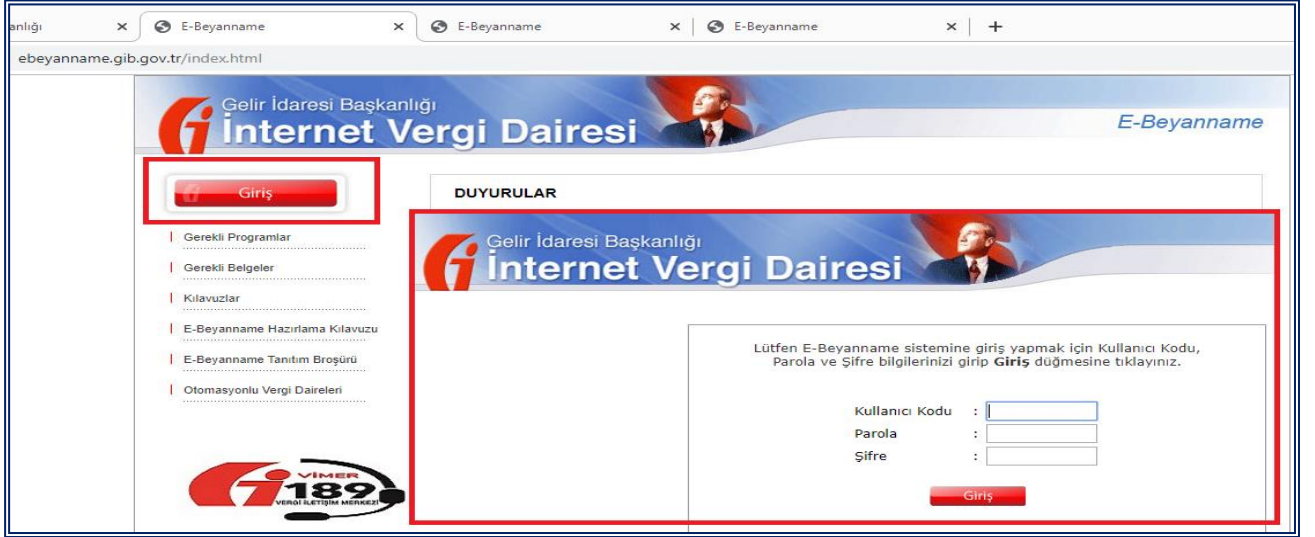 anlığı
E-Beyanname
E-Beyanname
E-Beyanname
ebeyanname.gib.gov.tr/index.html
Gelir İdaresi Başkanlığı
İnternet Vergi Dairesi
E-Beyanname
Giriş
DUYURULAR
Gerekli Programlar
Gerekli Belgeler
Kılavuzlar
E-Beyanname Hazırlama Kılavuzu
E-Beyanname Tanıtım Broşürü
Otomasyonlu Vergi Daireleri
VİMER
189
VERGİ İLETİŞİM MERKEZİ
Gelir İdaresi Başkanlığı
İnternet Vergi Dairesi
Lütfen E-Beyanname sistemine giriş yapmak için Kullanıcı Kodu,
Parola ve Şifre bilgilerinizi girip Giriş düğmesine tıklayınız.
Kullanıcı Kodu :
Parola :
Şifre :
Giriş